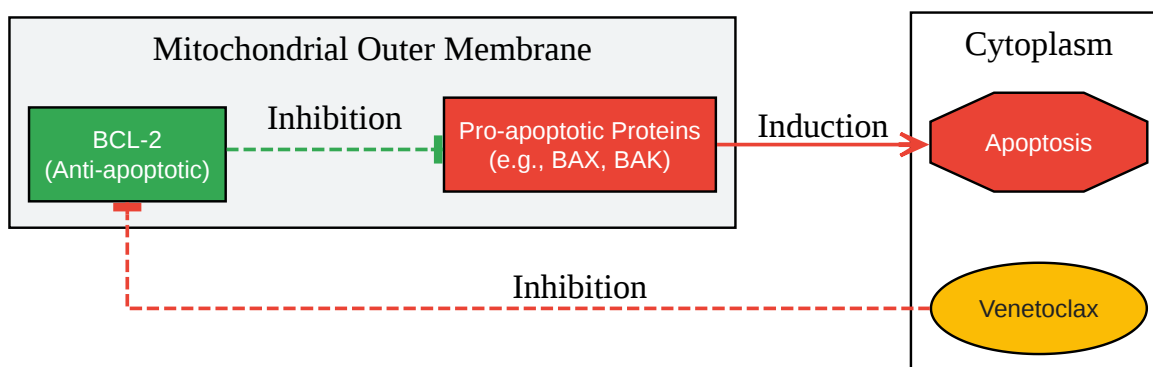 Mitochondrial Outer Membrane
Cytoplasm
BCL-2
(Anti-apoptotic)
Inhibition
Pro-apoptotic Proteins
(e.g., BAX, BAK)
Induction
Apoptosis
Inhibition
Venetoclax